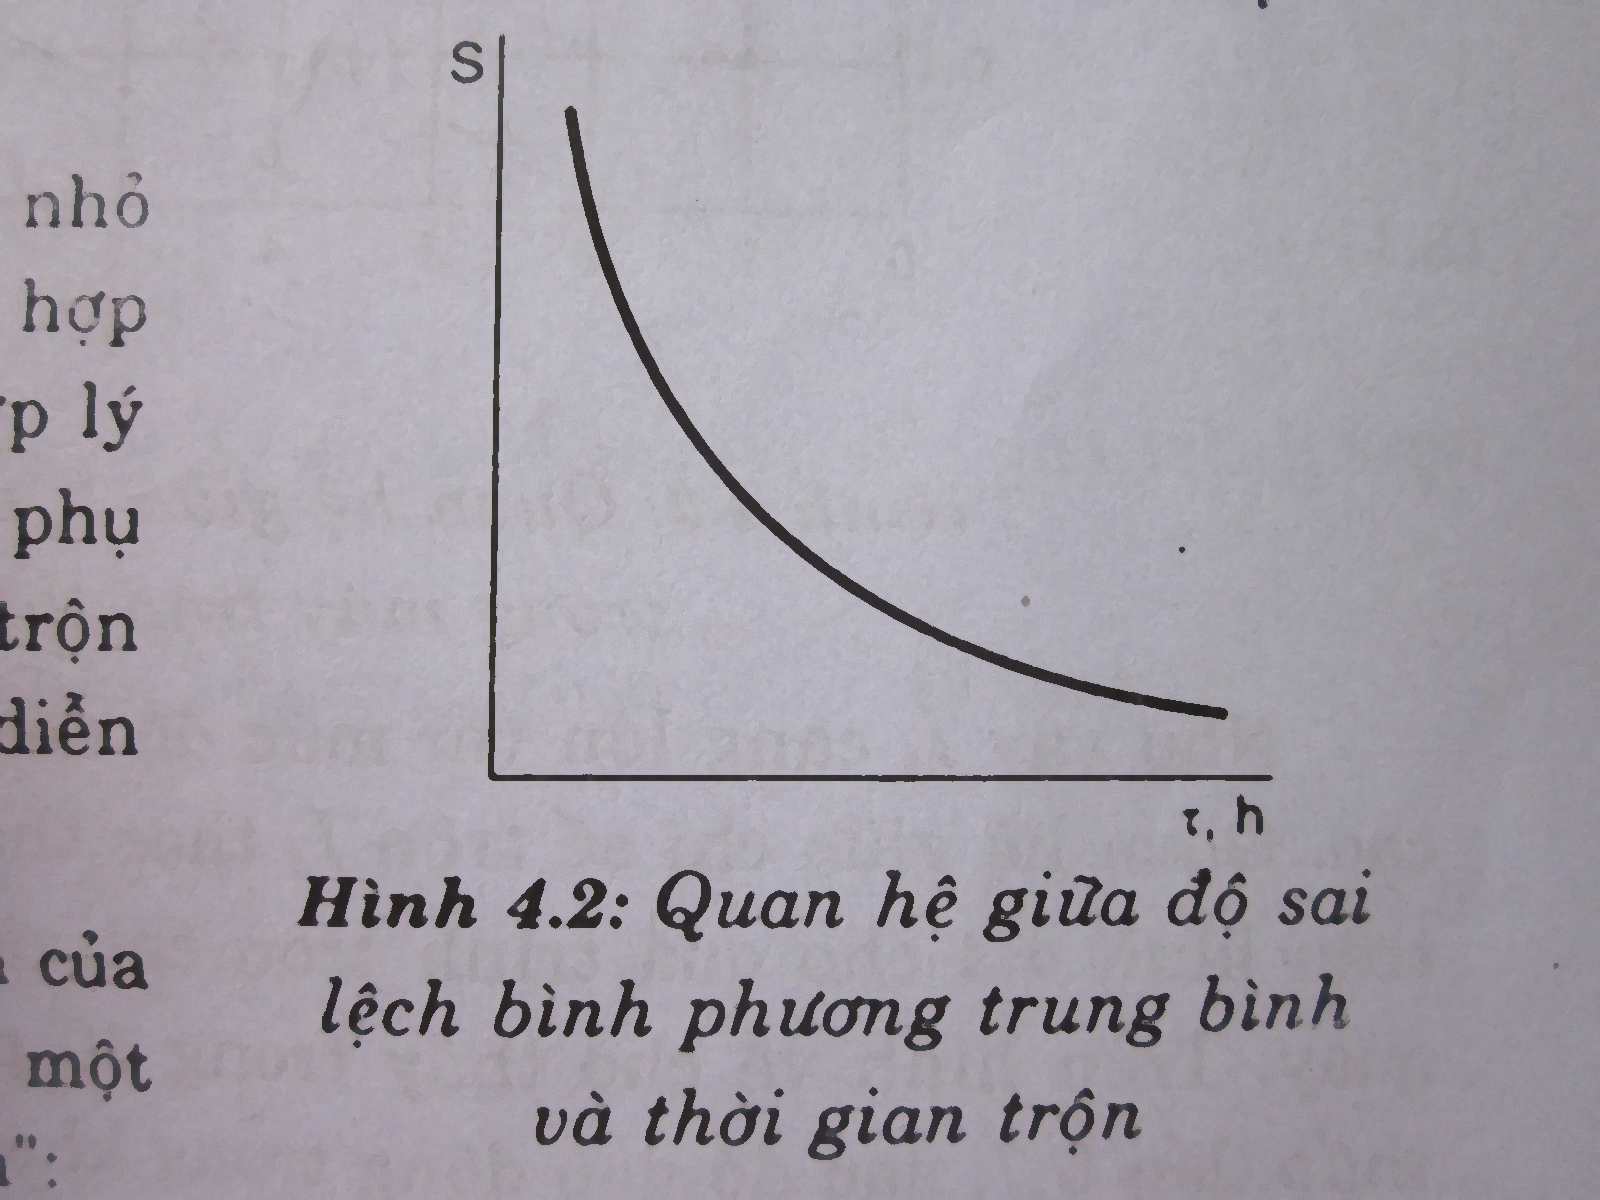 S
nhỏ
hợp
lý
phụ
trộn
diễn
τ, h
Hình 4.2: Quan hệ giữa độ sai
lệch bình phương trung bình
và thời gian trộn
của
một
":